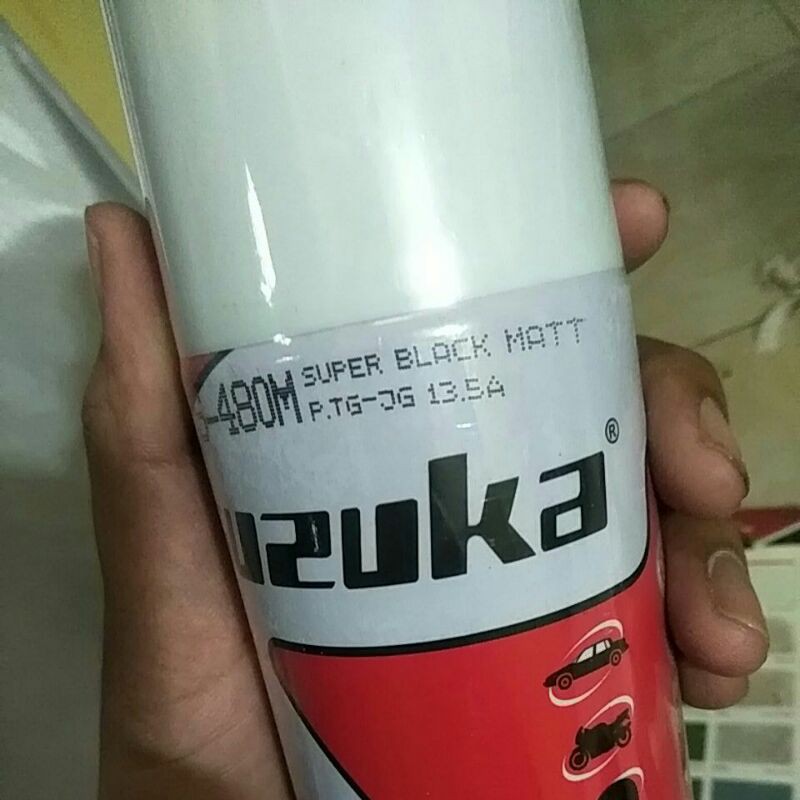 -480M SUPER BLACK MATT
P.TG-JG 13.5A
uzuka®